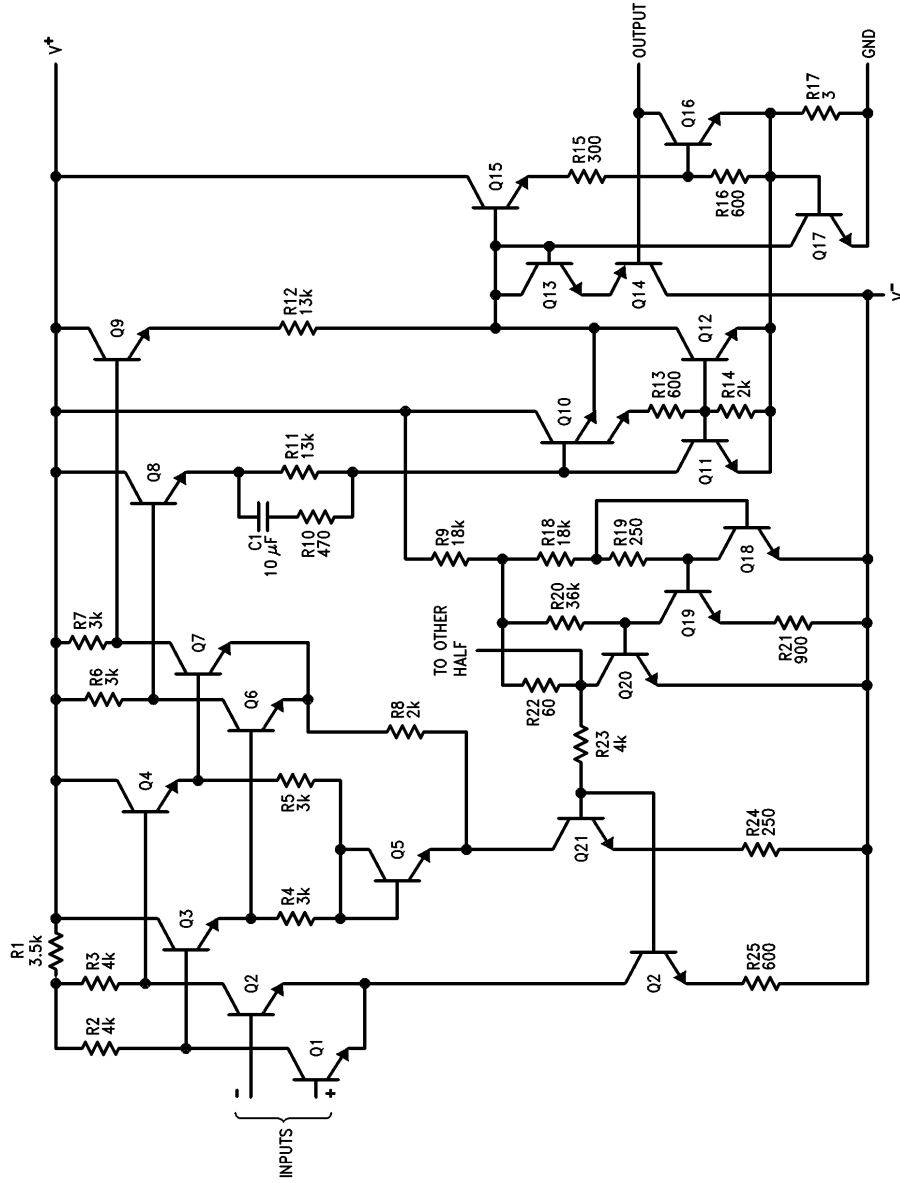 V+
OUTPUT
GND
R17
3
Q16
R15
300
R16
600
Q15
Q17
V-
Q13
Q14
R12
13k
Q9
Q12
R13
600
R14
2k
Q10
Q11
Q8
R11
13k
C1
10 μF
R10
470
R9
18k
R18
18k
R19
250
Q18
R20
36k
Q19
R21
900
TO OTHER
HALF
Q20
R22
60
R23
4k
R7
3k
R6
3k
Q7
Q6
R8
2k
Q4
R5
3k
Q5
Q21
R24
250
R4
3k
Q3
R1
3.5k
R3
4k
Q2
Q2
R25
600
R2
4k
Q1
-
+
INPUTS